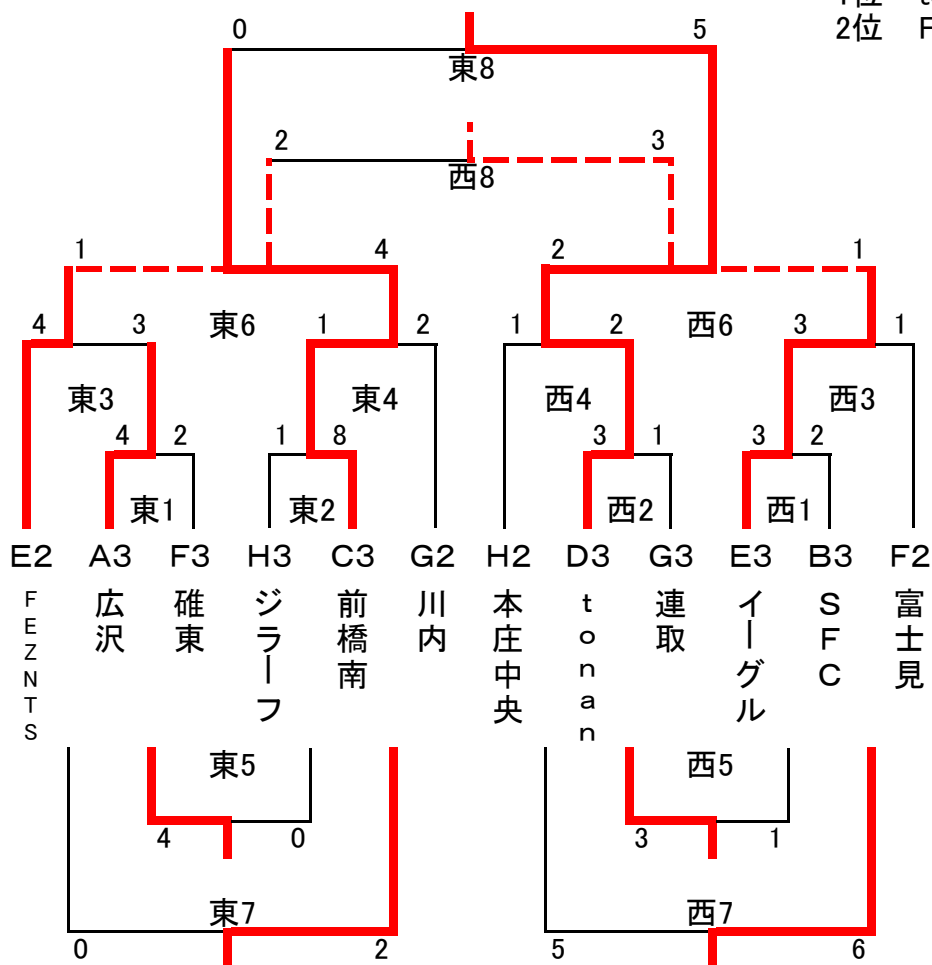 2位 F
0 5
東8
2 3
西8
1 4 2 1
東6 西6
4 3 1 2 1 2 3 1
東3 東4 西4 西3
4 2 1 8 3 1 3 2
東1 東2 西2 西1
E2 A3 F3 H3 C3 G2 H2 D3 G3 E3 B3 F2
FEZNTS
広沢
碓東
ジラーフ
前橋南
川内
本庄中央
tonan
連取
イーグル
SFC
富士見
東5 西5
4 0 3 1
東7 西7
0 2 5 6